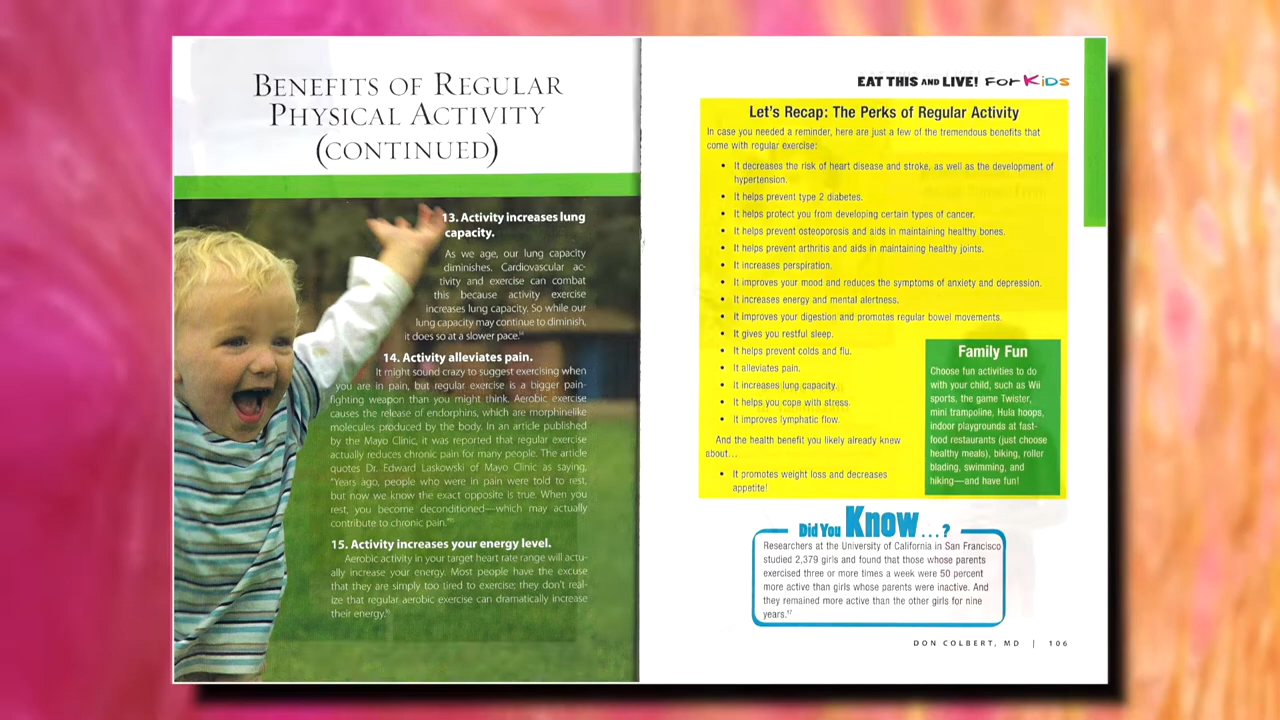 BENEFITS OF REGULAR
PHYSICAL ACTIVITY
(CONTINUED)
13. Activity increases lung
capacity.
As we age, our lung capacity
diminishes. Cardiovascular ac-
tivity and exercise can combat
this because activity exercise
increases lung capacity. So while our
lung capacity may continue to diminish,
it does so at a slower pace.
14. Activity alleviates pain.
It might sound crazy to suggest exercising when
you are in pain, but regular exercise is a bigger pain-
fighting weapon than you might think. Aerobic exercise
causes the release of endorphins, which are morphinelike
molecules produced by the body. In an article published
by the Mayo Clinic, it was reported that regular exercise
actually reduces chronic pain for many people. The article
quotes Dr. Edward Laskowski of Mayo Clinic as saying,
"Years ago, people who were in pain were told to rest,
but now we know the exact opposite is true. When you
rest, you become deconditioned—which may actually
contribute to chronic pain."
15. Activity increases your energy level.
Aerobic activity in your target heart rate range will actu-
ally increase your energy. Most people have the excuse
that they are simply too tired to exercise; they don't real-
ize that regular aerobic exercise can dramatically increase
their energy.
EAT THIS AND LIVE! FOR KiDS
Let's Recap: The Perks of Regular Activity
In case you needed a reminder, here are just a few of the tremendous benefits that
come with regular exercise:
• It decreases the risk of heart disease and stroke, as well as the development of
hypertension.
• It helps prevent type 2 diabetes.
• It helps protect you from developing certain types of cancer.
• It helps prevent osteoporosis and aids in maintaining healthy bones.
• It helps prevent arthritis and aids in maintaining healthy joints.
• It increases perspiration.
• It improves your mood and reduces the symptoms of anxiety and depression.
• It increases energy and mental alertness.
• It improves your digestion and promotes regular bowel movements.
• It gives you restful sleep.
• It helps prevent colds and flu.
• It alleviates pain.
• It increases lung capacity.
• It helps you cope with stress.
• It improves lymphatic flow.
And the health benefit you likely already knew
about…
• It promotes weight loss and decreases
appetite!
Family Fun
Choose fun activities to do
with your child, such as Wii
sports, the game Twister,
mini trampoline, Hula hoops,
indoor playgrounds at fast-
food restaurants (just choose
healthy meals), biking, roller
blading, swimming, and
hiking—and have fun!
Did You Know…?
Researchers at the University of California in San Francisco
studied 2,379 girls and found that those whose parents
exercised three or more times a week were 50 percent
more active than girls whose parents were inactive. And
they remained more active than the other girls for nine
years.17
DON COLBERT, MD | 106